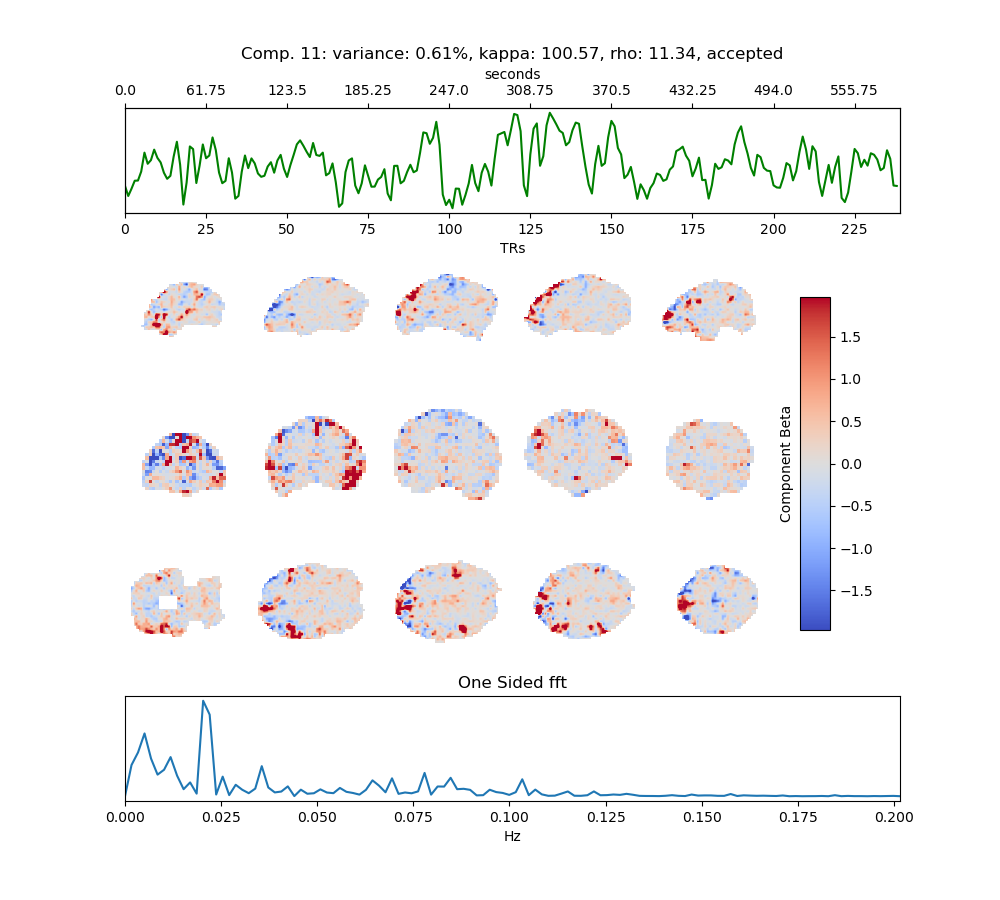 Comp. 11: variance: 0.61%, kappa: 100.57, rho: 11.34, accepted
seconds
0.0 61.75 123.5 185.25 247.0 308.75 370.5 432.25 494.0 555.75
0 25 50 75 100 125 150 175 200 225
TRs
1.5
1.0
0.5
0.0
−0.5
−1.0
−1.5
Component Beta
One Sided fft
0.000 0.025 0.050 0.075 0.100 0.125 0.150 0.175 0.200
Hz